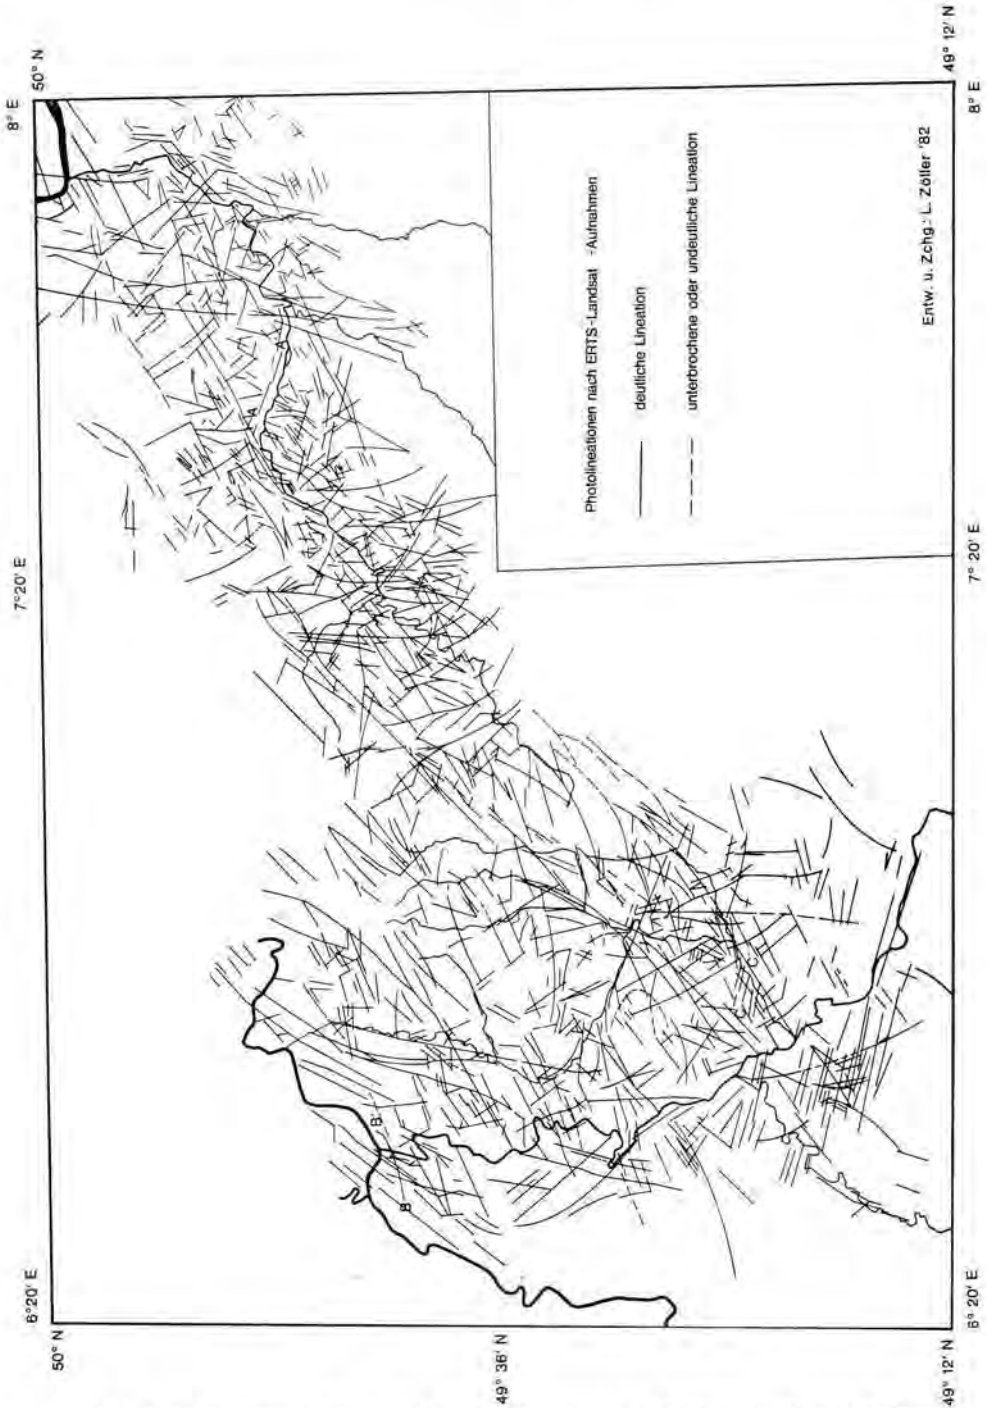 6°20' E
7°20' E
8° E
50° N
50° N
49° 36' N
49° 12' N
49° 12' N
6° 20' E
7° 20' E
8° E
A
A
B
B
C
C
Photolineationen nach ERTS-Landsat -Aufnahmen
deutliche Lineation
unterbrochene oder undeutliche Lineation
Entw. u. Zchg.: L. Zöller '82